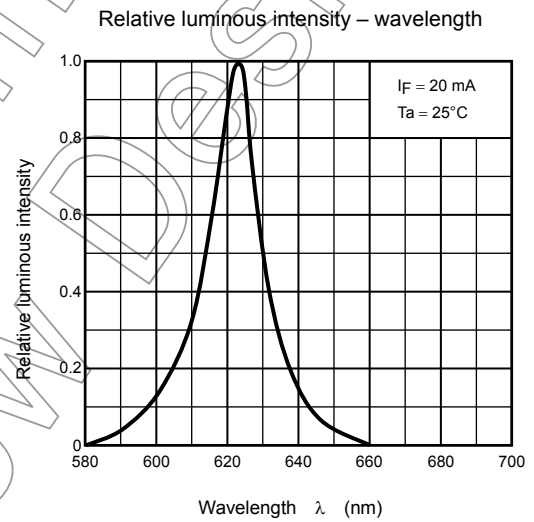 Relative luminous intensity – wavelength
IF = 20 mA
Ta = 25°C
Relative luminous intensity
1.0
0.8
0.6
0.4
0.2
0
580 600 620 640 660 680 700
Wavelength λ (nm)